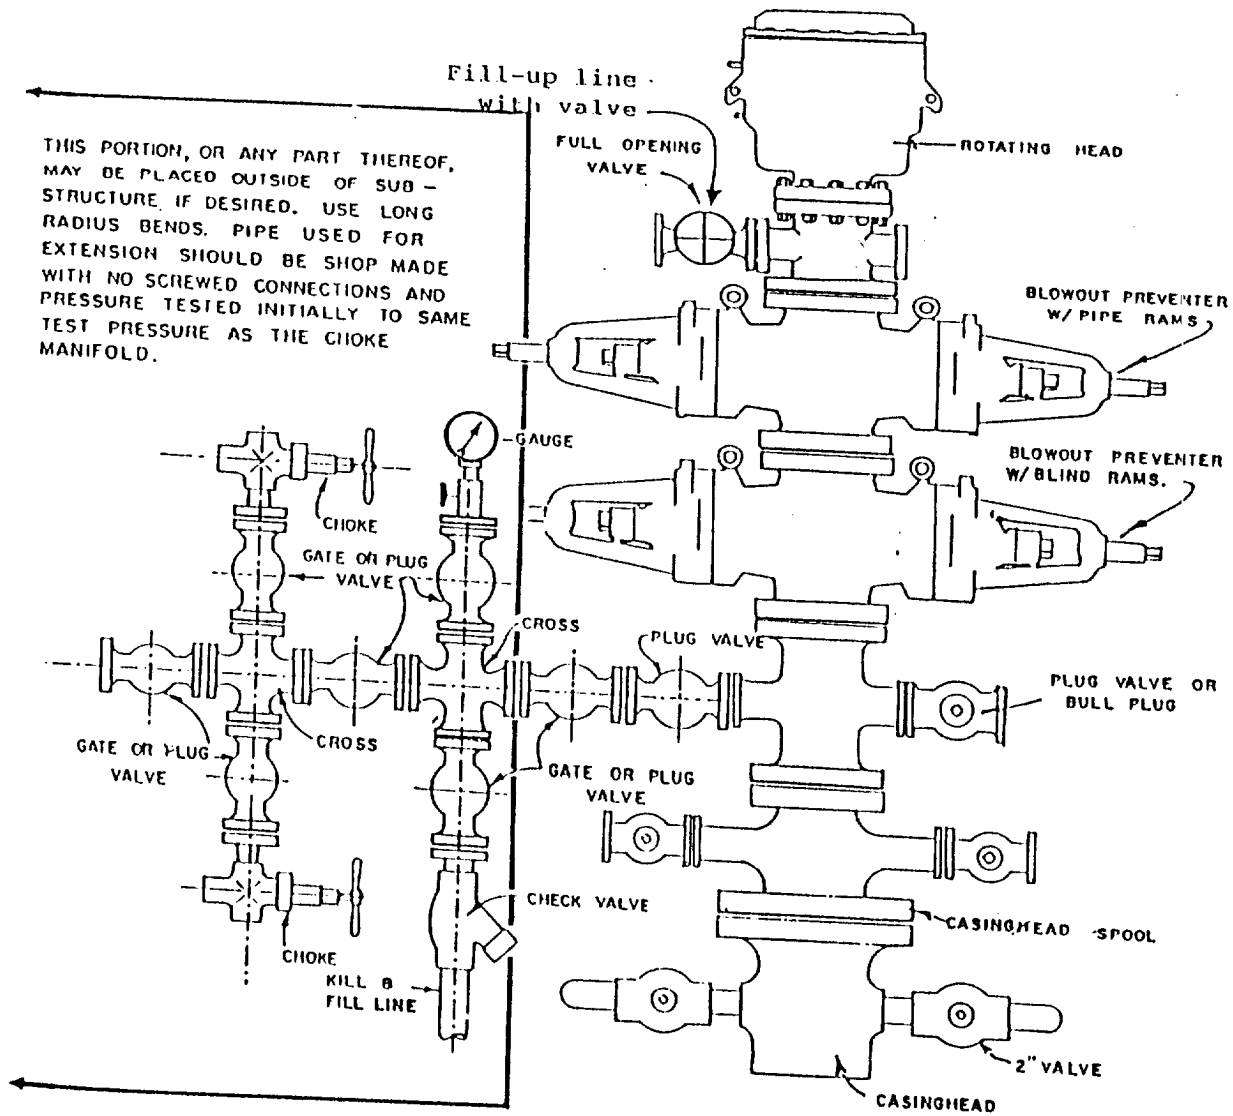 Fill-up line
with valve
FULL OPENING
VALVE
ROTATING HEAD
THIS PORTION, OR ANY PART THEREOF,
MAY BE PLACED OUTSIDE OF SUB-
STRUCTURE IF DESIRED. USE LONG
RADIUS BENDS. PIPE USED FOR
EXTENSION SHOULD BE SHOP MADE
WITH NO SCREWED CONNECTIONS AND
PRESSURE TESTED INITIALLY TO SAME
TEST PRESSURE AS THE CHOKE
MANIFOLD.
BLOWOUT PREVENTER
W/ PIPE RAMS
GAUGE
BLOWOUT PREVENTER
W/ BLIND RAMS.
CHOKE
GATE OR PLUG
VALVE
CROSS
PLUG VALVE
PLUG VALVE OR
BULL PLUG
CROSS
GATE OR PLUG
VALVE
GATE OR PLUG
VALVE
CHECK VALVE
CASINGHEAD SPOOL
CHOKE
KILL &
FILL LINE
2" VALVE
CASINGHEAD